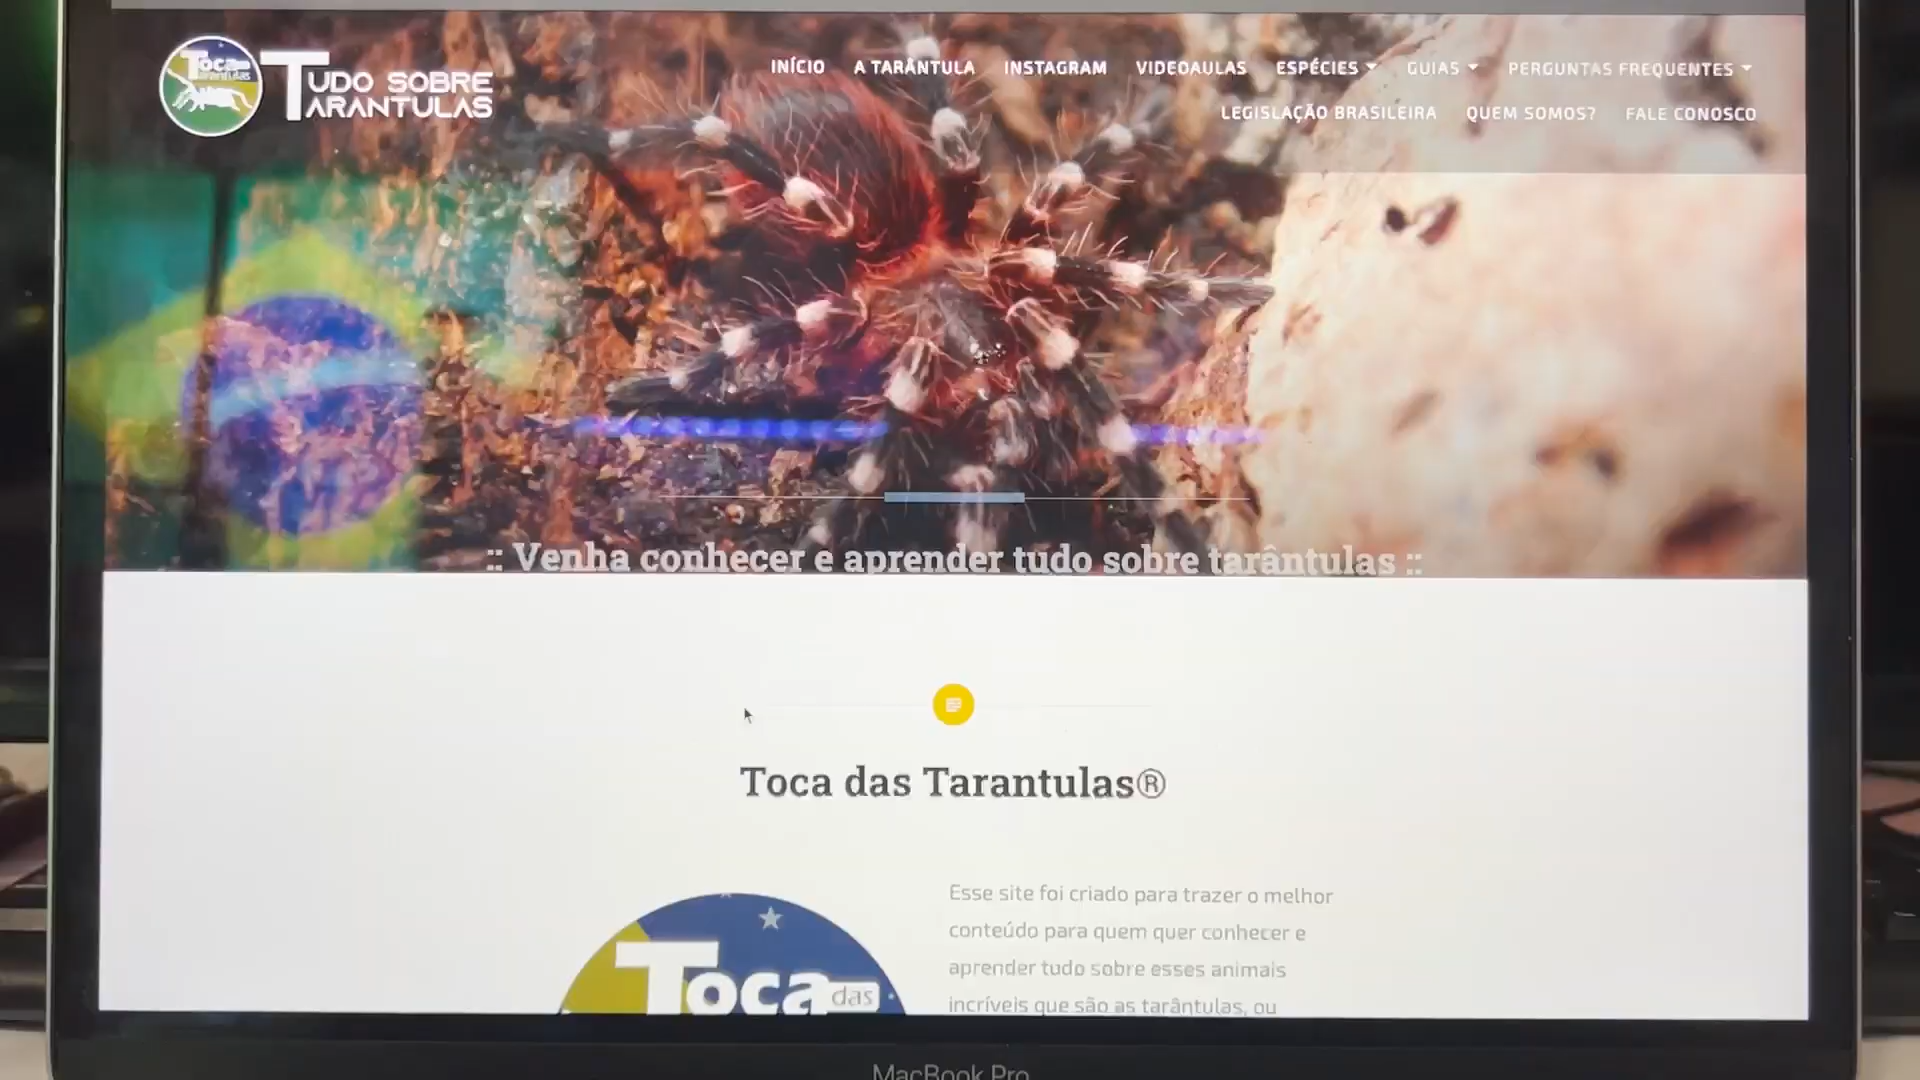 Toca das
Tarantulas
TUDO SOBRE
TARANTULAS
INÍCIO A TARÂNTULA INSTAGRAM VIDEOAULAS ESPÉCIES GUIAS PERGUNTAS FREQUENTES
LEGISLAÇÃO BRASILEIRA QUEM SOMOS? FALE CONOSCO
:: Venha conhecer e aprender tudo sobre tarântulas ::
Toca das Tarantulas®
Toca das
Esse site foi criado para trazer o melhor
conteúdo para quem quer conhecer e
aprender tudo sobre esses animais
incríveis que são as tarântulas, ou
MacBook Pro